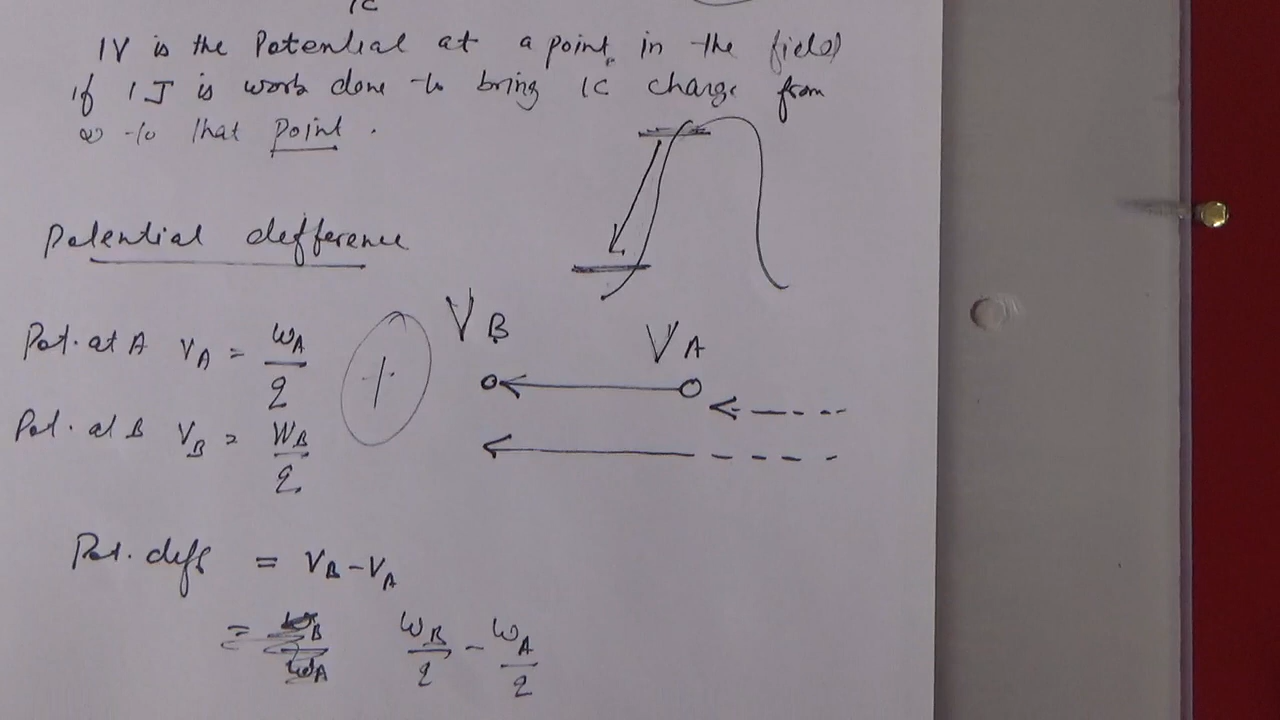 1C
1V is the Potential at a point in the field
if 1 J is work done to bring 1C charge from
∞ to that Point.
Potential defference
V_B V_A
Pot. at A V_A = W_A/q
+
Pot. at B V_B = W_B/q
Pot. diff = V_B - V_A
= W_B/q - W_A/q